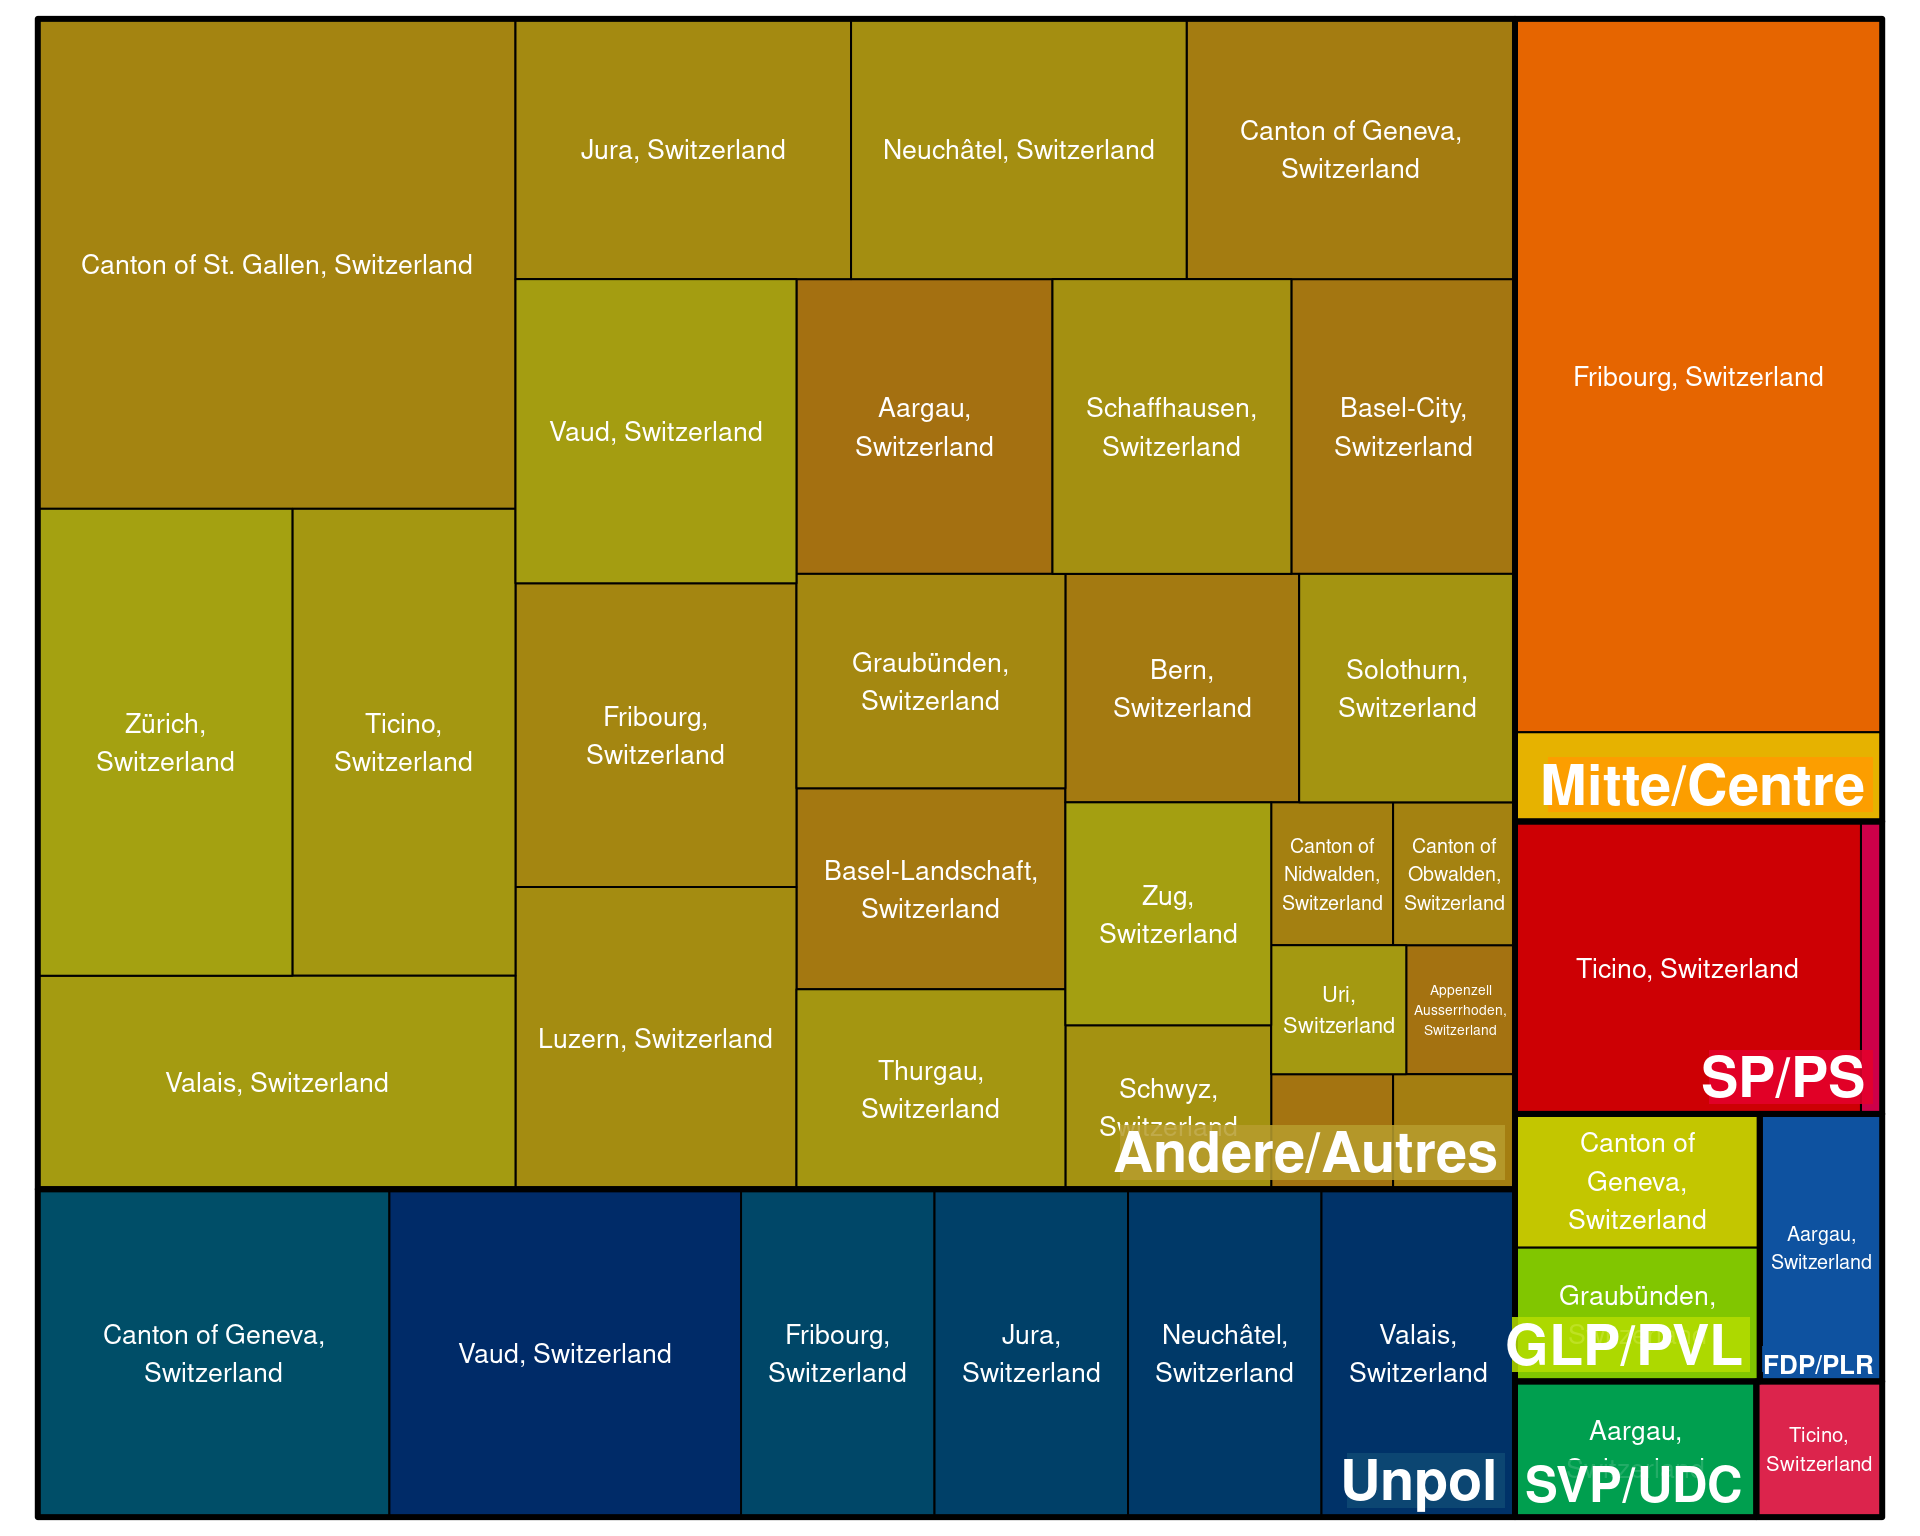 Canton of St. Gallen, Switzerland
Jura, Switzerland
Neuchâtel, Switzerland
Canton of Geneva,
Switzerland
Fribourg, Switzerland
Vaud, Switzerland
Aargau,
Switzerland
Schaffhausen,
Switzerland
Basel-City,
Switzerland
Zürich,
Switzerland
Ticino,
Switzerland
Fribourg,
Switzerland
Graubünden,
Switzerland
Bern,
Switzerland
Solothurn,
Switzerland
Mitte/Centre
Basel-Landschaft,
Switzerland
Zug,
Switzerland
Canton of
Nidwalden,
Switzerland
Canton of
Obwalden,
Switzerland
Ticino, Switzerland
Uri,
Switzerland
Appenzell
Ausserrhoden,
Switzerland
Valais, Switzerland
Luzern, Switzerland
Thurgau,
Switzerland
Schwyz,
Switzerland
SP/PS
Andere/Autres
Canton of
Geneva,
Switzerland
Aargau,
Switzerland
Graubünden,
Switzerland
GLP/PVL
FDP/PLR
Canton of Geneva,
Switzerland
Vaud, Switzerland
Fribourg,
Switzerland
Jura,
Switzerland
Neuchâtel,
Switzerland
Valais,
Switzerland
Unpol
Aargau,
Switzerland
SVP/UDC
Ticino,
Switzerland